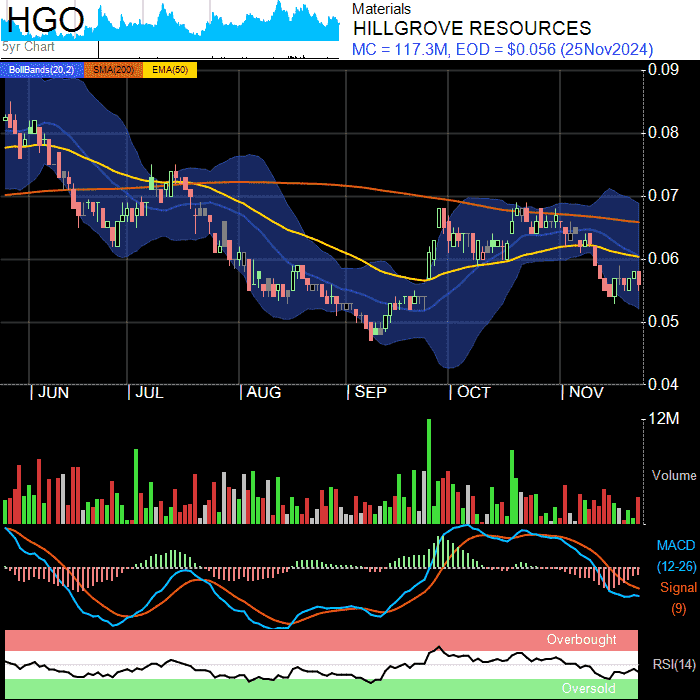 HGO
5yr Chart
Materials
HILLGROVE RESOURCES
MC = 117.3M, EOD = $0.056 (25Nov2024)
BollBands(20,2) SMA(200) EMA(50)
0.09
0.08
0.07
0.06
0.05
0.04
| JUN | JUL | AUG | SEP | OCT | NOV
12M
Volume
MACD
(12-26)
Signal
(9)
Overbought
RSI(14)
Oversold